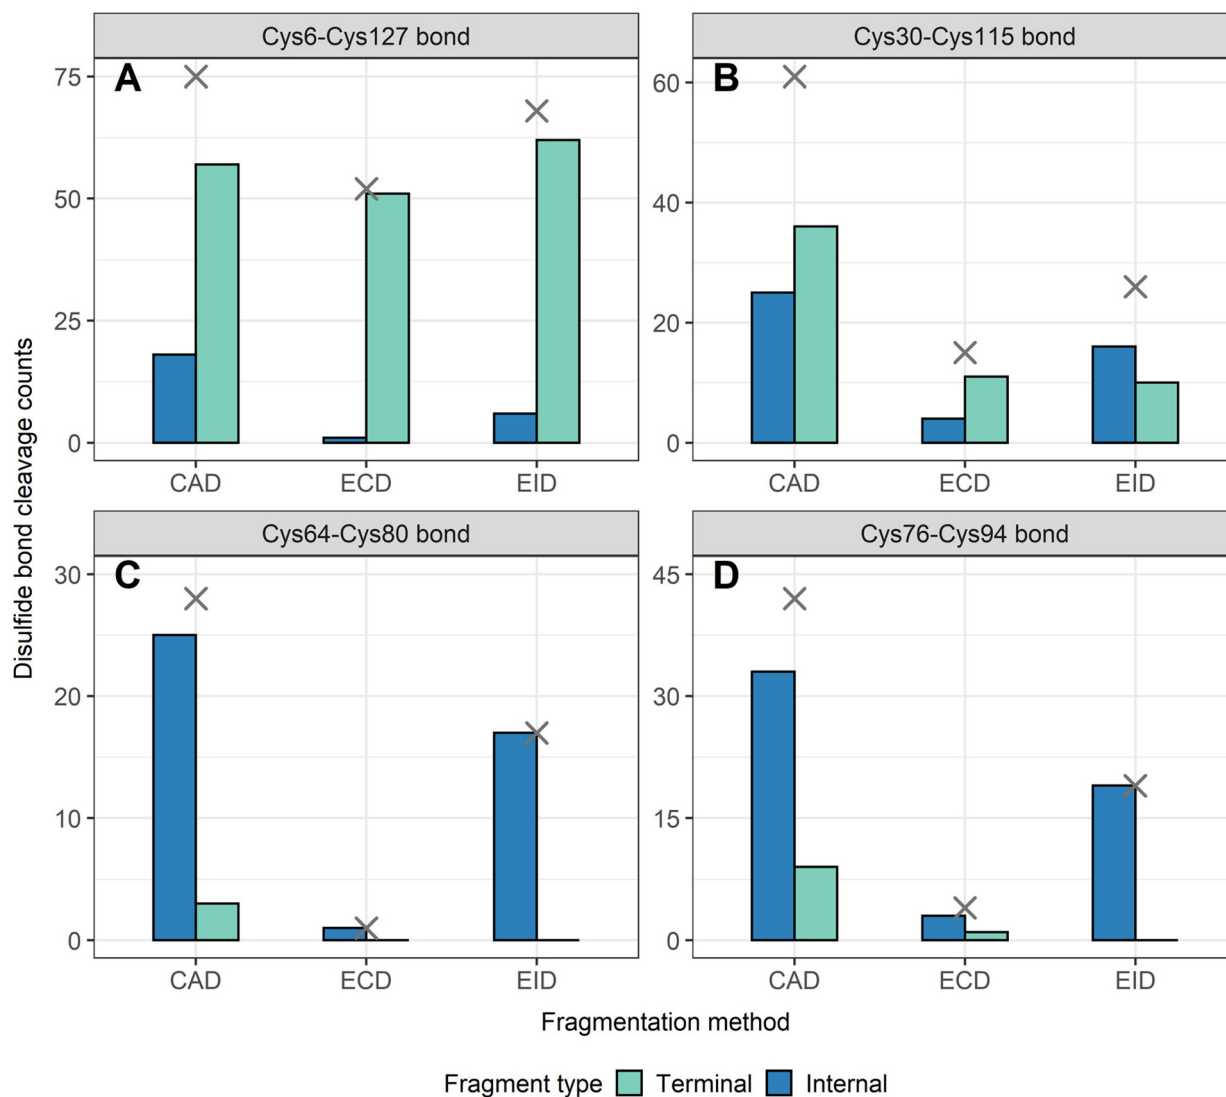 Cys6-Cys127 bond
Cys30-Cys115 bond
A
75
50
25
0
CAD ECD EID
B
60
40
20
0
CAD ECD EID
Cys64-Cys80 bond
Cys76-Cys94 bond
C
30
20
10
0
CAD ECD EID
D
45
30
15
0
CAD ECD EID
Disulfide bond cleavage counts
Fragmentation method
Fragment type Terminal Internal